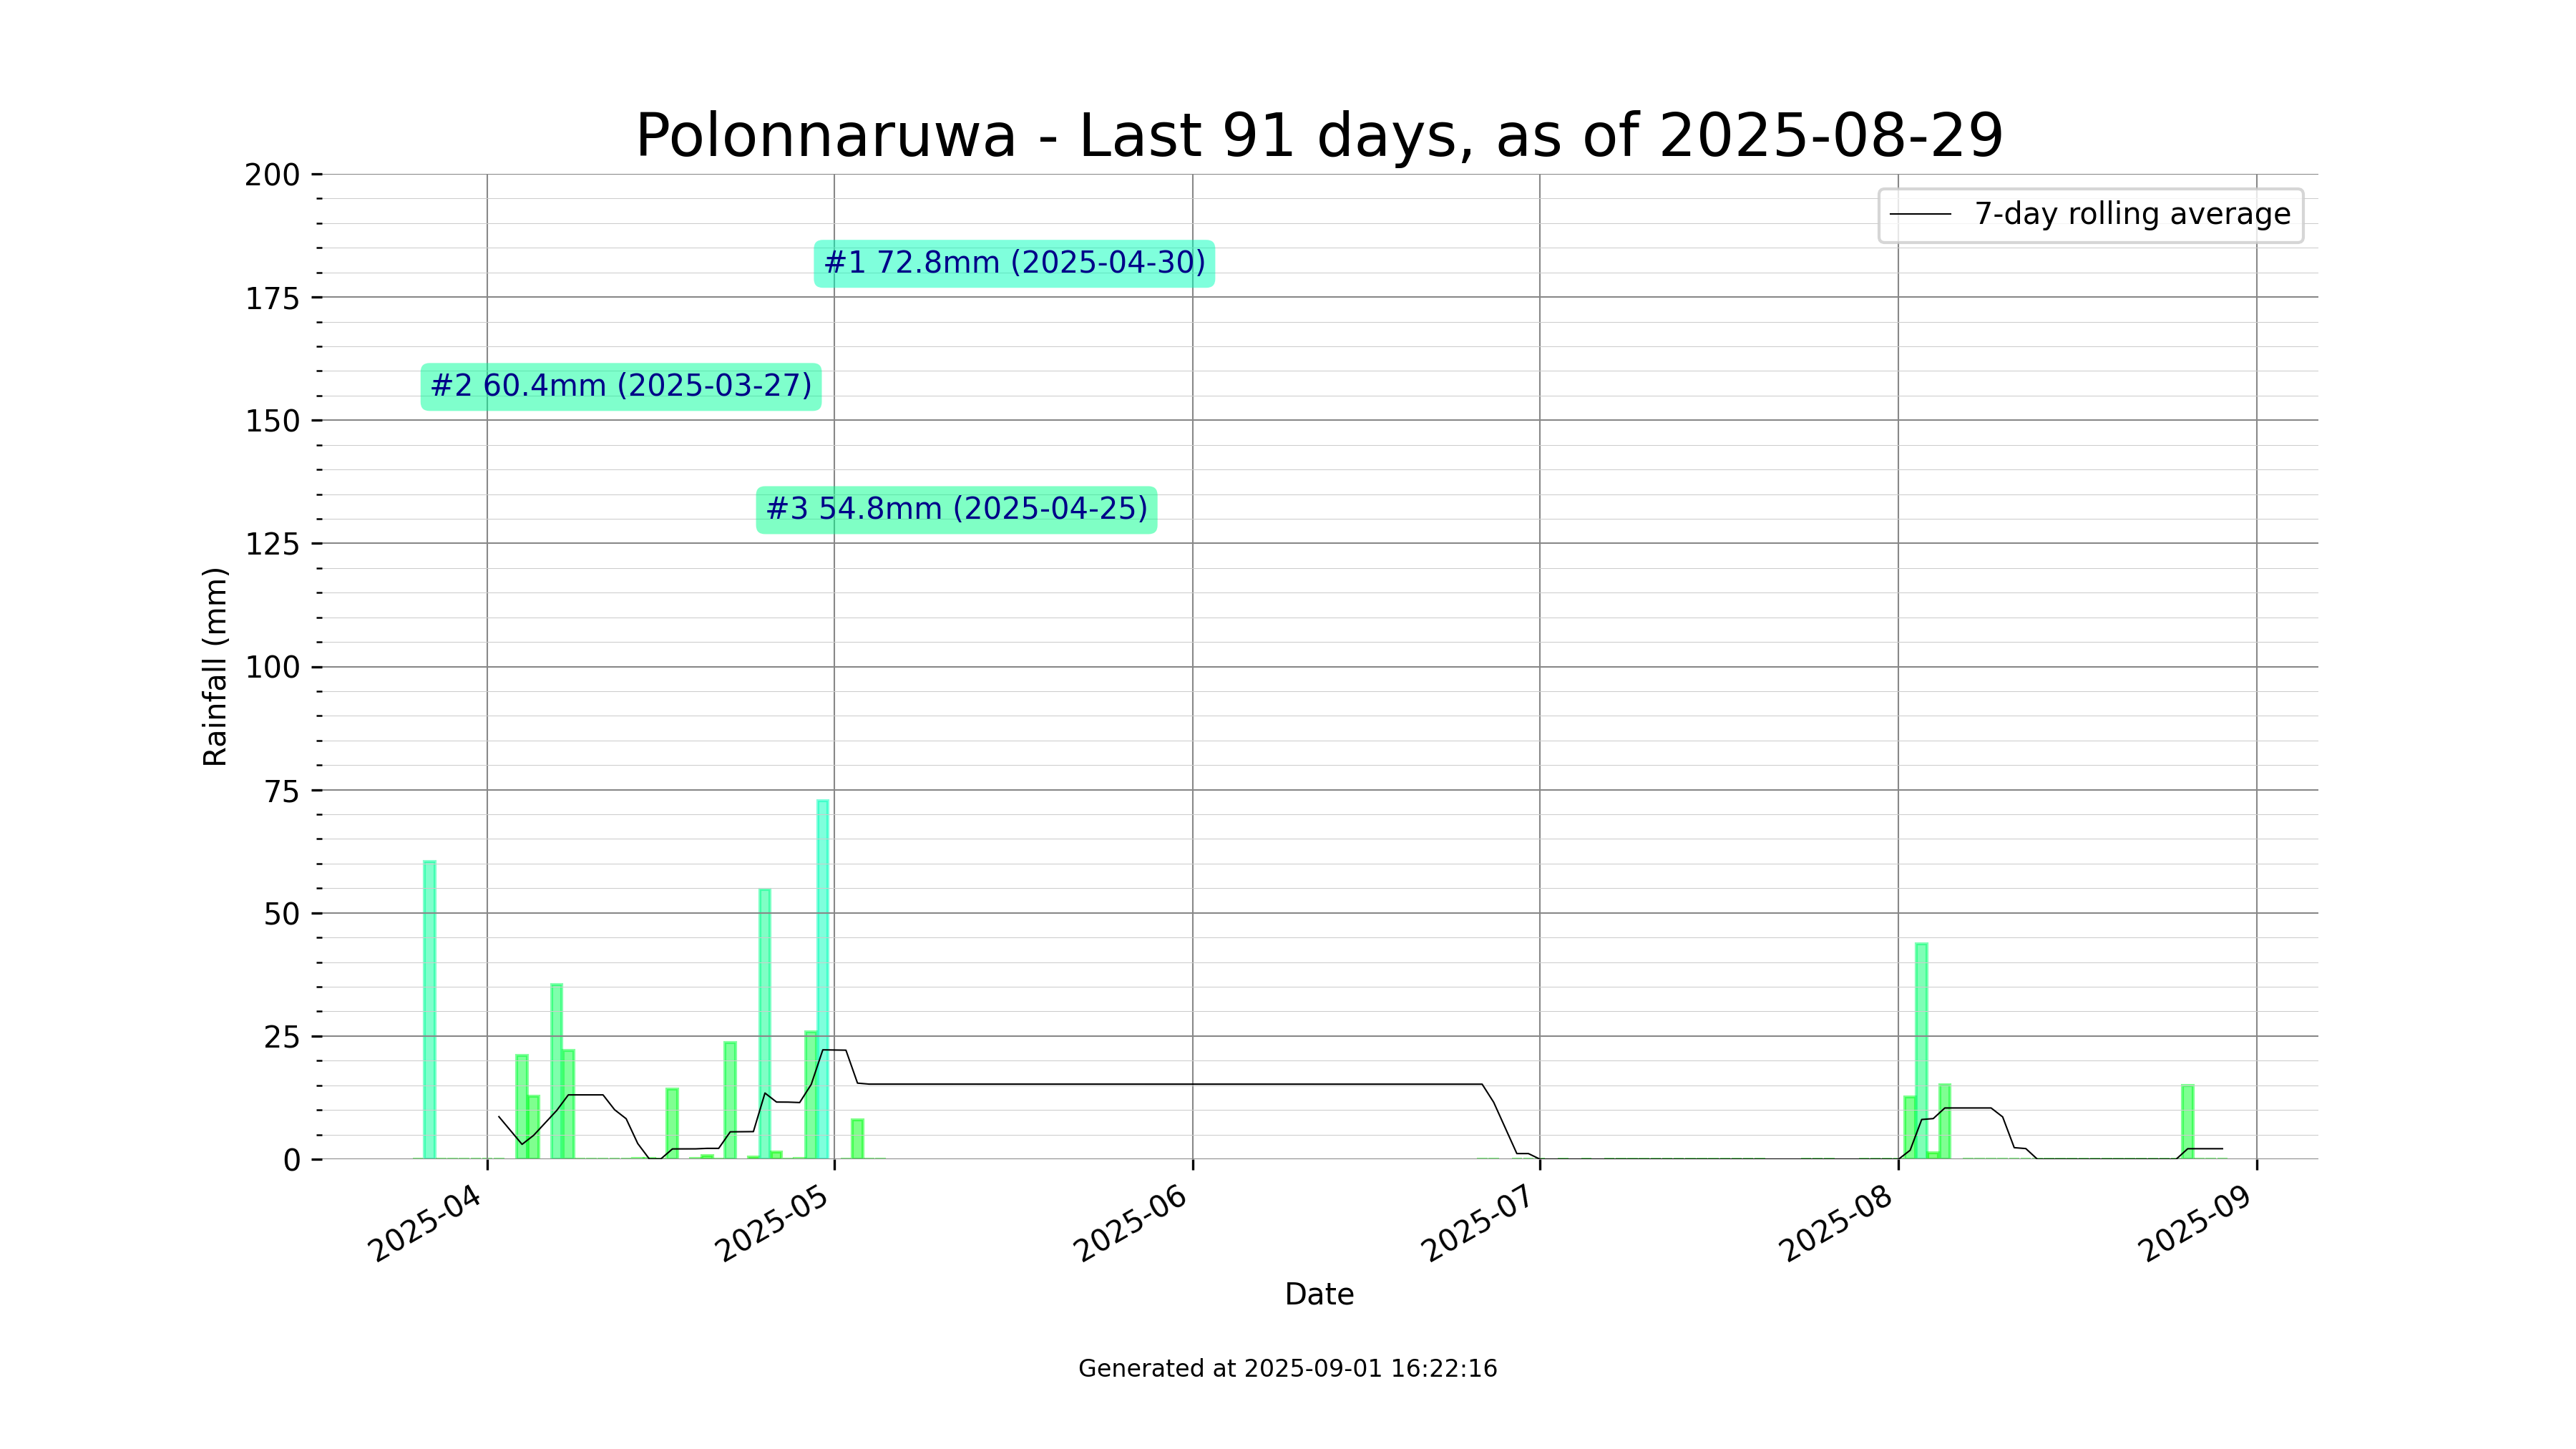 Polonnaruwa - Last 91 days, as of 2025-08-29
200
175
150
125
100
75
50
25
0
Rainfall (mm)
7-day rolling average
#1 72.8mm (2025-04-30)
#2 60.4mm (2025-03-27)
#3 54.8mm (2025-04-25)
2025-04
2025-05
2025-06
2025-07
2025-08
2025-09
Date
Generated at 2025-09-01 16:22:16